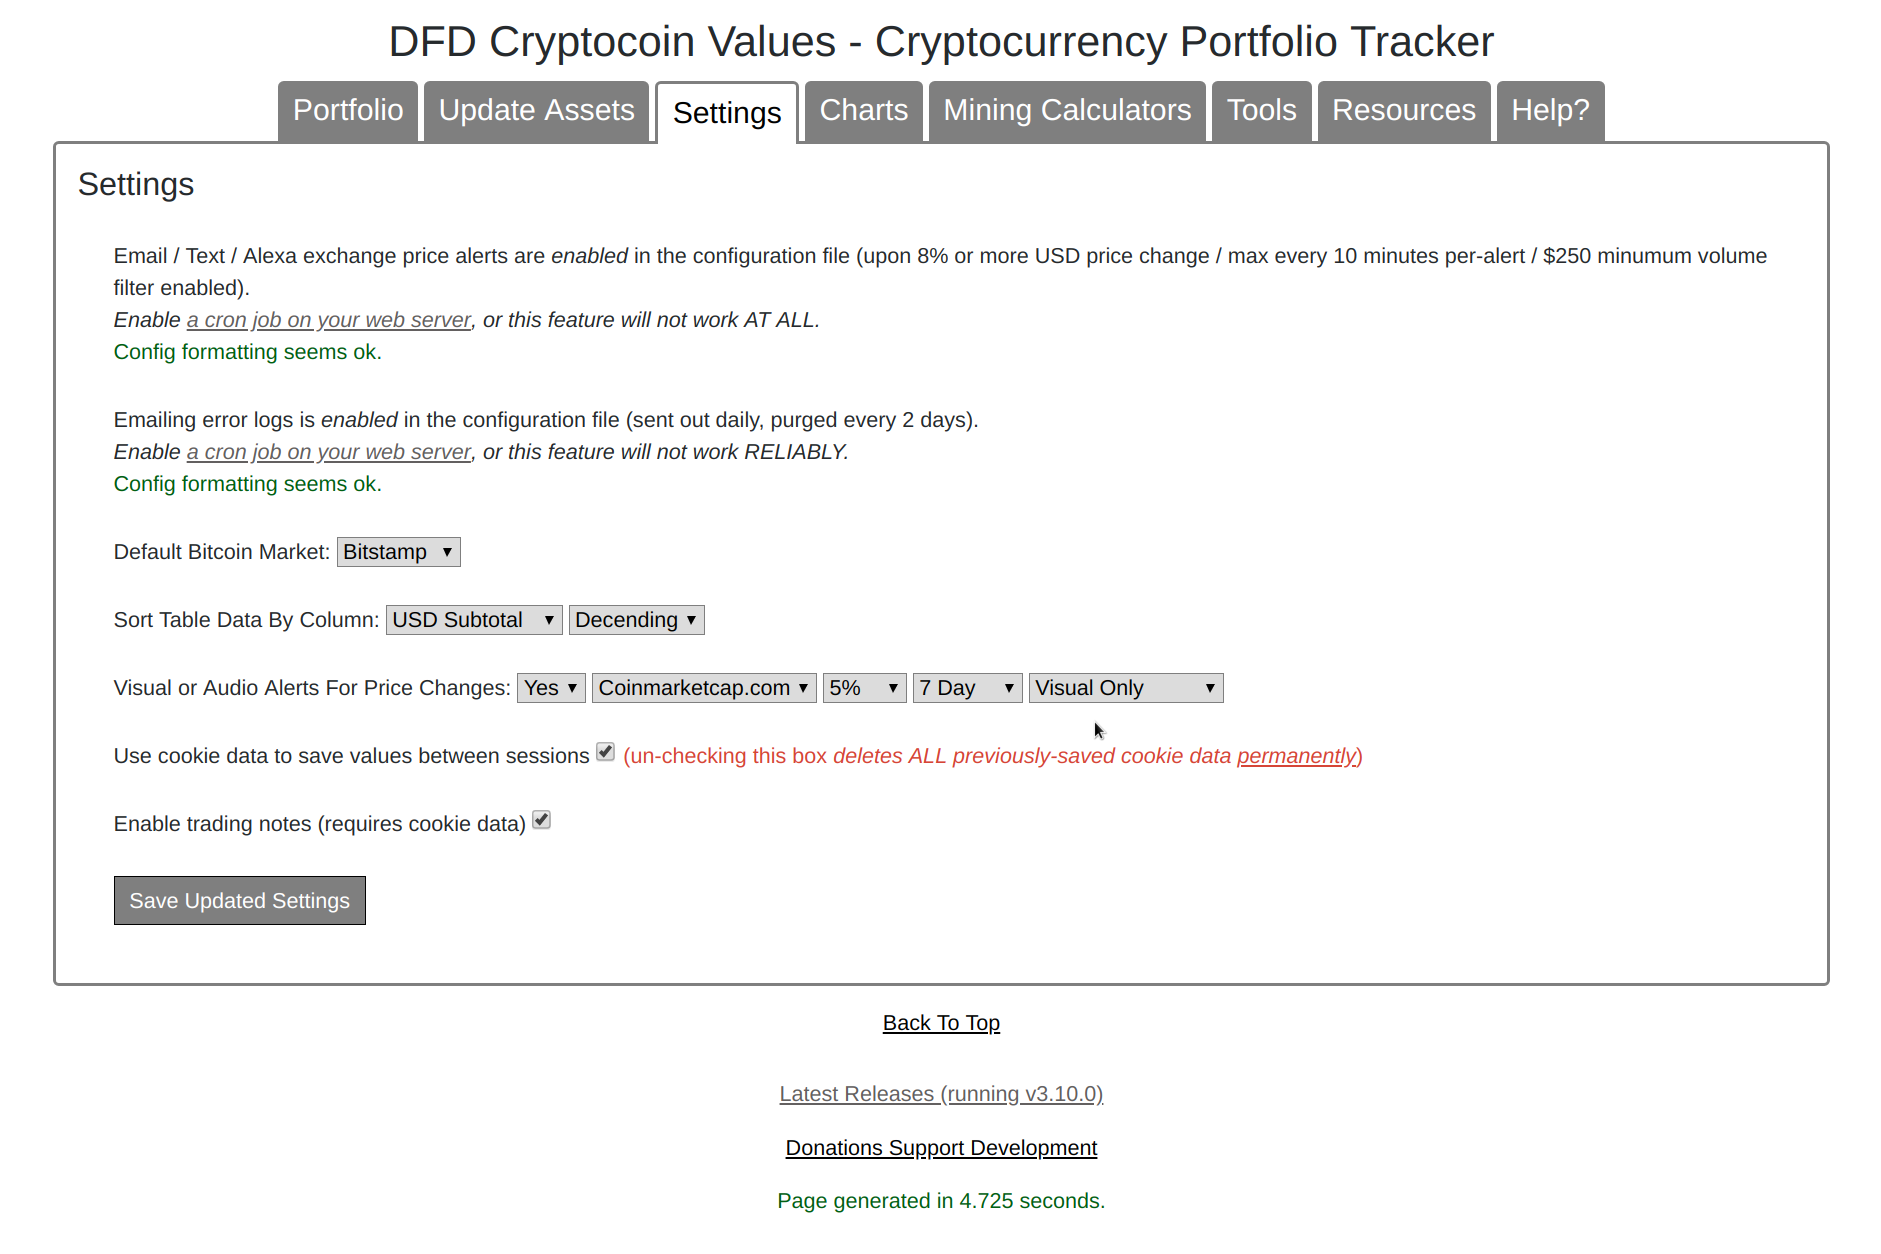 DFD Cryptocoin Values - Cryptocurrency Portfolio Tracker
Portfolio Update Assets Settings Charts Mining Calculators Tools Resources Help?
Settings
Email / Text / Alexa exchange price alerts are enabled in the configuration file (upon 8% or more USD price change / max every 10 minutes per-alert / $250 minumum volume
filter enabled).
Enable a cron job on your web server, or this feature will not work AT ALL.
Config formatting seems ok.
Emailing error logs is enabled in the configuration file (sent out daily, purged every 2 days).
Enable a cron job on your web server, or this feature will not work RELIABLY.
Config formatting seems ok.
Default Bitcoin Market: Bitstamp
Sort Table Data By Column: USD Subtotal Decending
Visual or Audio Alerts For Price Changes: Yes Coinmarketcap.com 5% 7 Day Visual Only
Use cookie data to save values between sessions (un-checking this box deletes ALL previously-saved cookie data permanently)
Enable trading notes (requires cookie data)
Save Updated Settings
Back To Top
Latest Releases (running v3.10.0)
Donations Support Development
Page generated in 4.725 seconds.